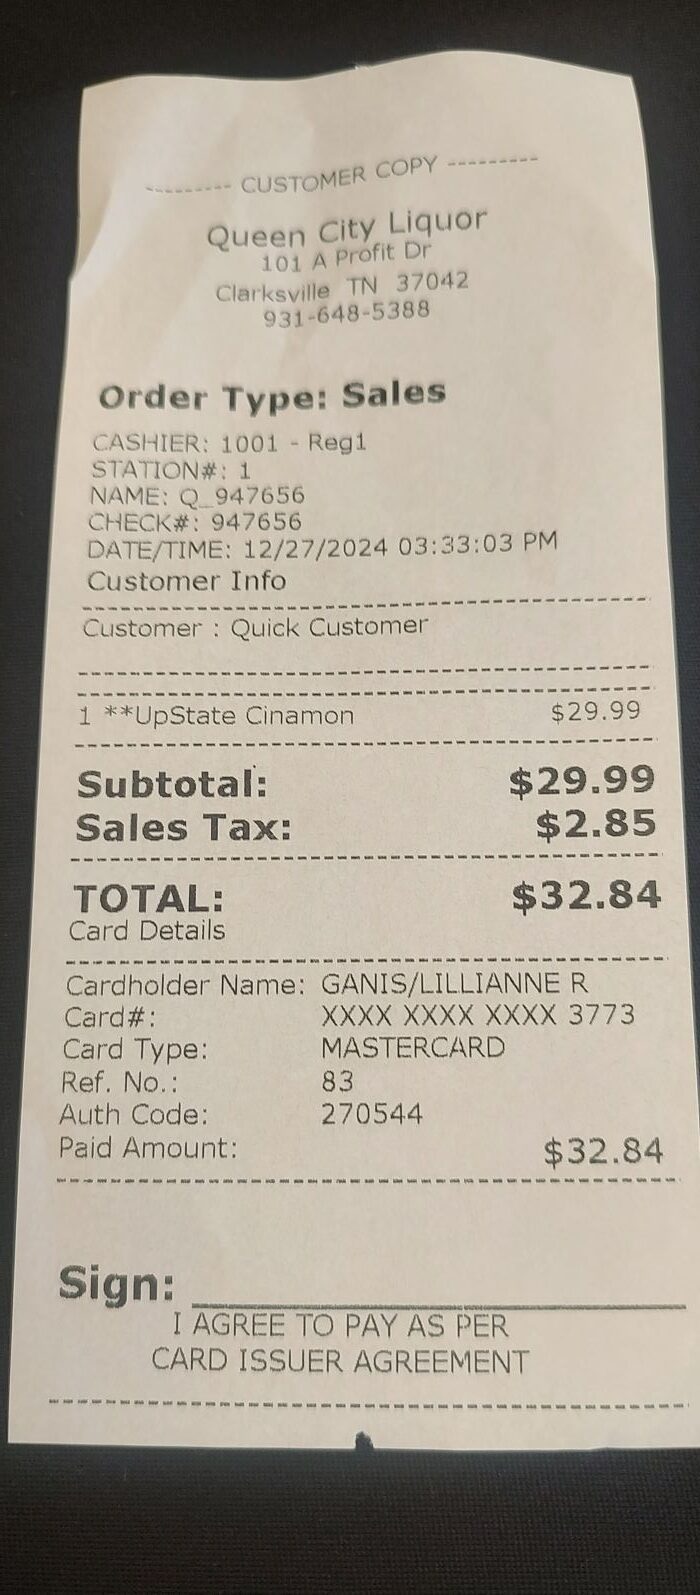 --------- CUSTOMER COPY ---------
Queen City Liquor
101 A Profit Dr
Clarksville TN 37042
931-648-5388
Order Type: Sales
CASHIER: 1001 - Reg1
STATION#: 1
NAME: Q_947656
CHECK#: 947656
DATE/TIME: 12/27/2024 03:33:03 PM
Customer Info
Customer : Quick Customer
1 **UpState Cinamon $29.99
Subtotal: $29.99
Sales Tax: $2.85
TOTAL: $32.84
Card Details
Cardholder Name: GANIS/LILLIANNE R
Card#: XXXX XXXX XXXX 3773
Card Type: MASTERCARD
Ref. No.: 83
Auth Code: 270544
Paid Amount: $32.84
Sign:
I AGREE TO PAY AS PER
CARD ISSUER AGREEMENT